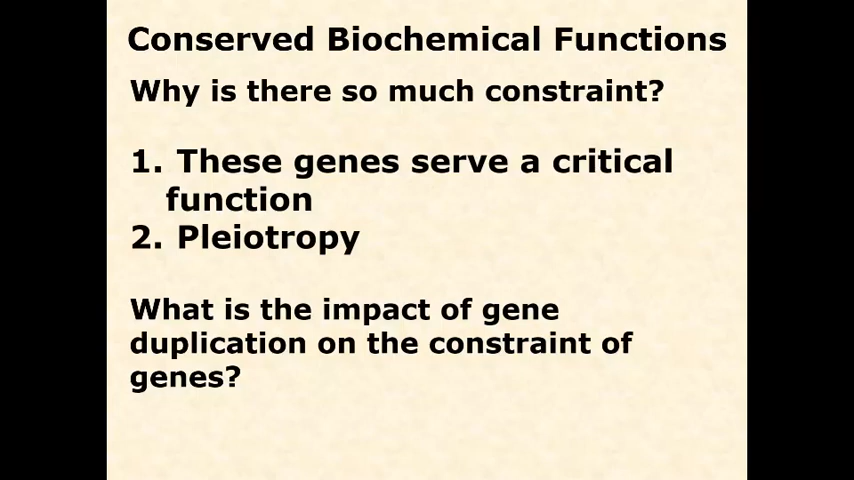 Conserved Biochemical Functions
Why is there so much constraint?
1. These genes serve a critical
function
2. Pleiotropy
What is the impact of gene
duplication on the constraint of
genes?